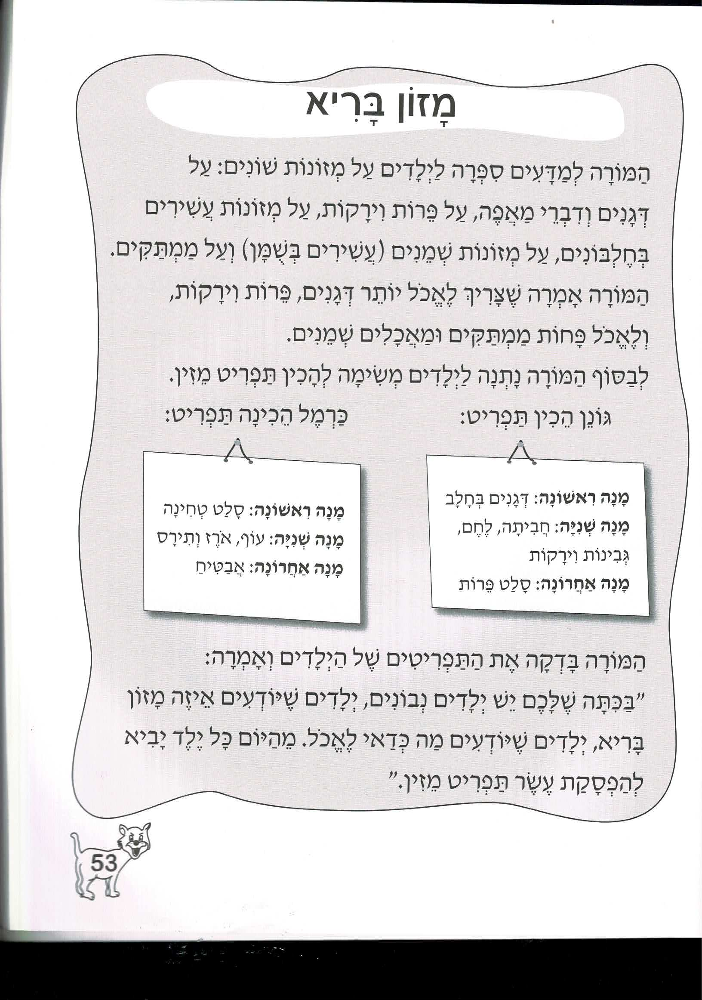 מָזוֹן בָּרִיא
הַמּוֹרָה לְמַדָּעִים סִפְּרָה לַיְלָדִים עַל מְזוֹנוֹת שׁוֹנִים: עַל
דְּגָנִים וְדִבְרֵי מַאֲפֶה, עַל פֵּרוֹת וִירָקוֹת, עַל מְזוֹנוֹת עֲשִׁירִים
בְּחֶלְבּוֹנִים, עַל מְזוֹנוֹת שְׁמֵנִים (עֲשִׁירִים בְּשֻׁמָּן) וְעַל מַמְתַּקִּים.
הַמּוֹרָה אָמְרָה שֶׁצָּרִיךְ לֶאֱכֹל יוֹתֵר דְּגָנִים, פֵּרוֹת וִירָקוֹת,
וְלֶאֱכֹל פָּחוֹת מַמְתַּקִּים וּמַאֲכָלִים שְׁמֵנִים.
לְבַסּוֹף הַמּוֹרָה נָתְנָה לַיְלָדִים מְשִׂימָה לְהָכִין תַּפְרִיט מֵזִין.
גּוֹנֵן הֵכִין תַּפְרִיט:
מָנָה רִאשׁוֹנָה: דְּגָנִים בְּחָלָב
מָנָה שְׁנִיָּה: חֲבִיתָה, לֶחֶם,
גְּבִינוֹת וִירָקוֹת
מָנָה אַחֲרוֹנָה: סָלַט פֵּרוֹת
כַּרְמֶל הֵכִינָה תַּפְרִיט:
מָנָה רִאשׁוֹנָה: סָלַט טְחִינָה
מָנָה שְׁנִיָּה: עוֹף, אֹרֶז וְתִירָס
מָנָה אַחֲרוֹנָה: אֲבַטִּיחַ
הַמּוֹרָה בָּדְקָה אֶת הַתַּפְרִיטִים שֶׁל הַיְלָדִים וְאָמְרָה:
"בַּכִּתָּה שֶׁלָּכֶם יֵשׁ יְלָדִים נְבוֹנִים, יְלָדִים שֶׁיּוֹדְעִים אֵיזֶה מָזוֹן
בָּרִיא, יְלָדִים שֶׁיּוֹדְעִים מַה כְּדַאי לֶאֱכֹל. מֵהַיּוֹם כָּל יֶלֶד יָבִיא
לְהַפְסָקַת עֶשֶׂר תַּפְרִיט מֵזִין."
53